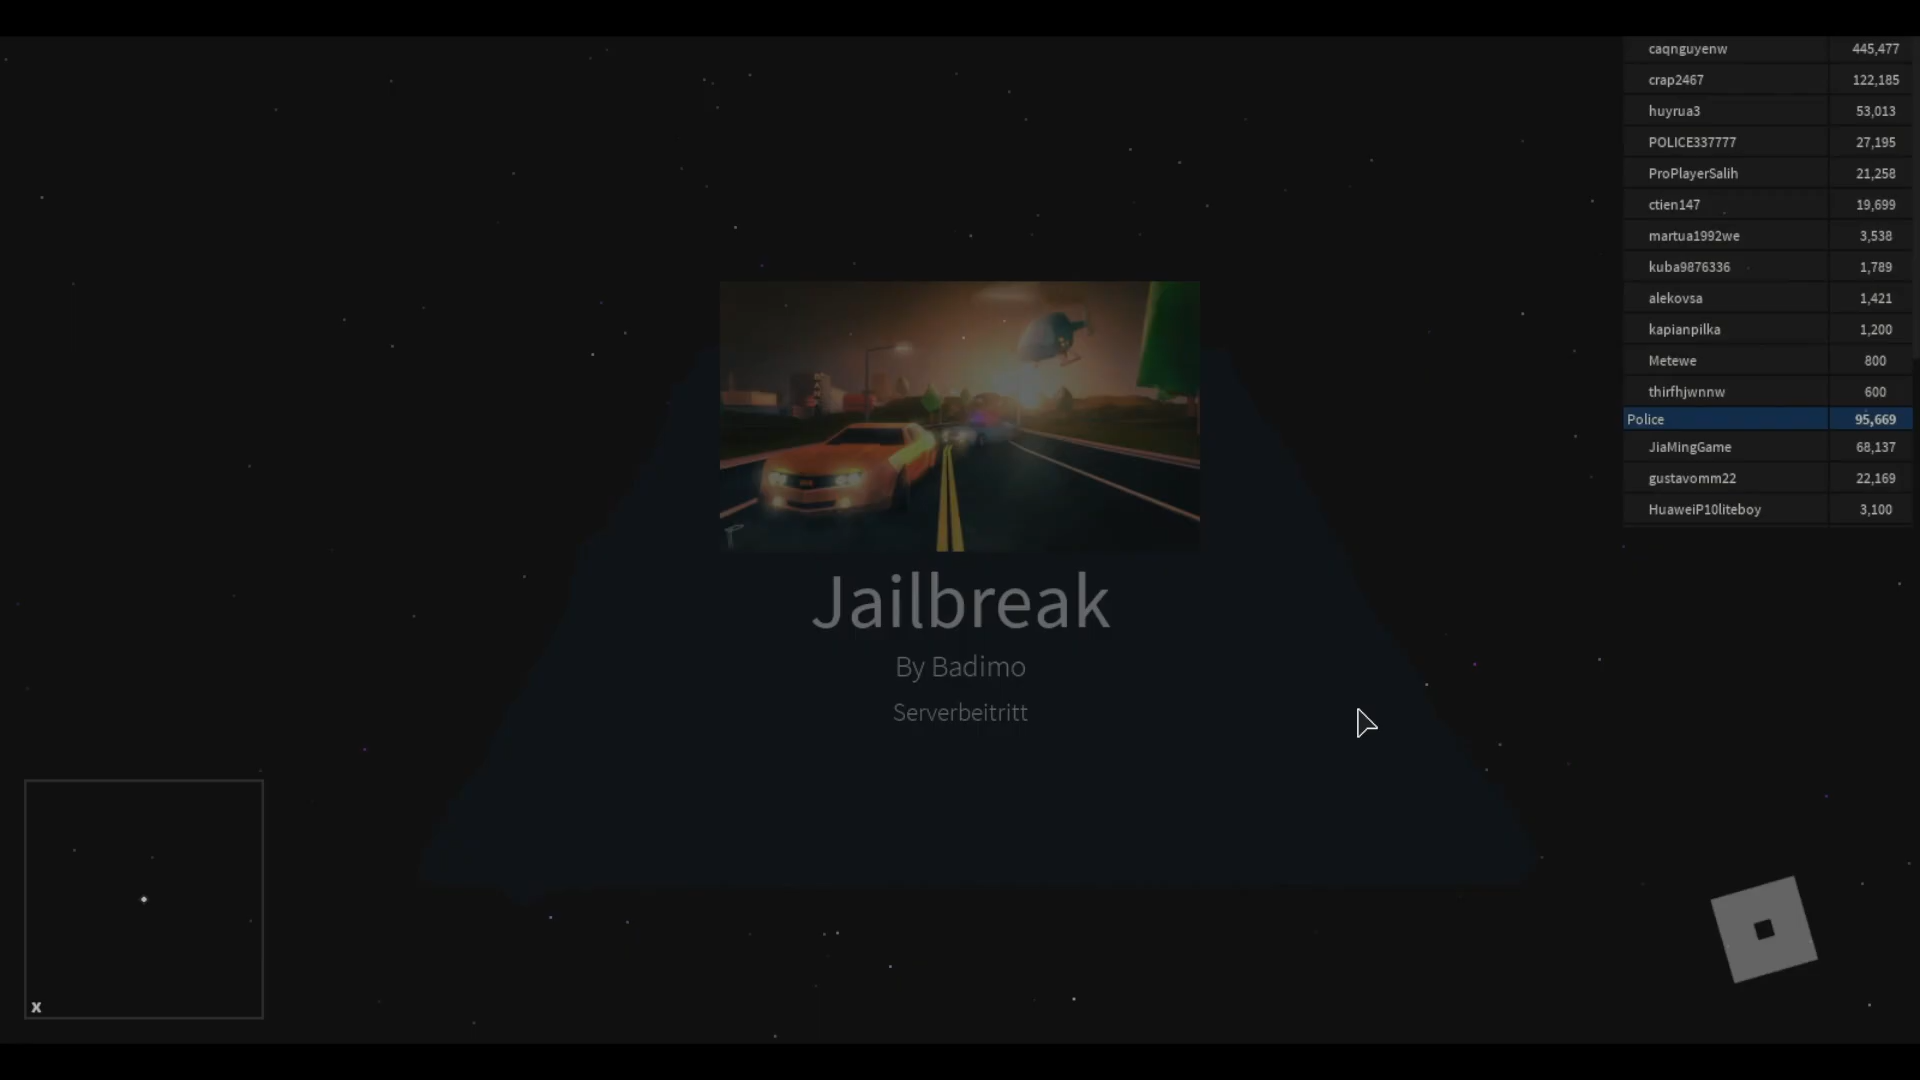 Jailbreak
By Badimo
Serverbeitritt
caqnguyenw 445,477
crap2467 122,185
huyrua3 53,013
POLICE337777 27,195
ProPlayerSalih 21,258
ctien147 19,699
martua1992we 3,538
kuba9876336 1,789
alekovsa 1,421
kapianpilka 1,200
Metewe 800
thirfhjwnnw 600
Police 95,669
JiaMingGame 68,137
gustavomm22 22,169
HuaweiP10liteboy 3,100
x